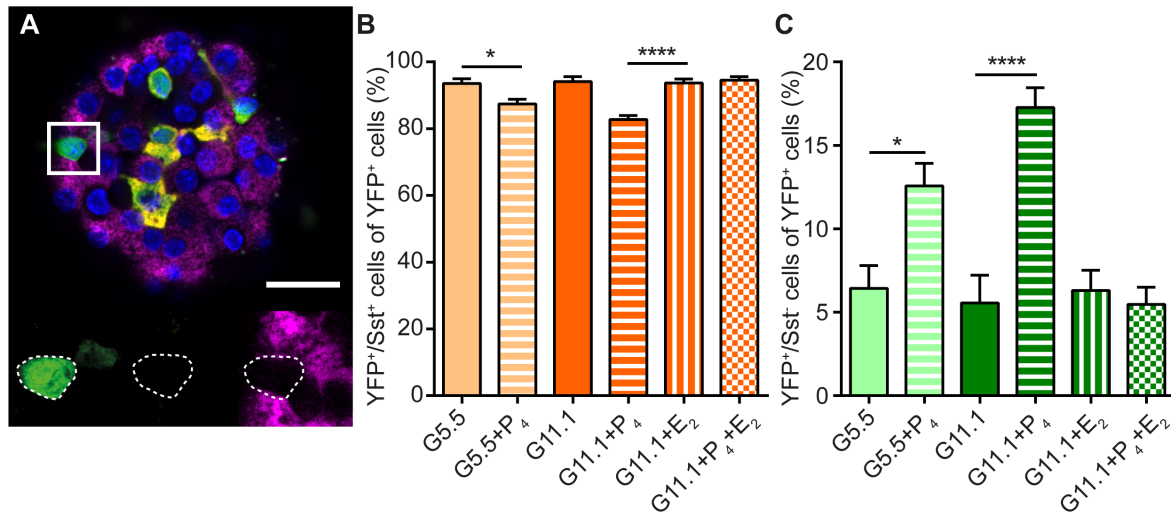 A
B
YFP⁺/Sst⁺ cells of YFP⁺ cells (%)
100
80
60
40
20
0
*
****
G5.5
G5.5+P₄
G11.1
G11.1+P₄
G11.1+E₂
G11.1+P₄+E₂
C
YFP⁺/Sst⁻ cells of YFP⁺ cells (%)
20
15
10
5
0
*
****
G5.5
G5.5+P₄
G11.1
G11.1+P₄
G11.1+E₂
G11.1+P₄+E₂